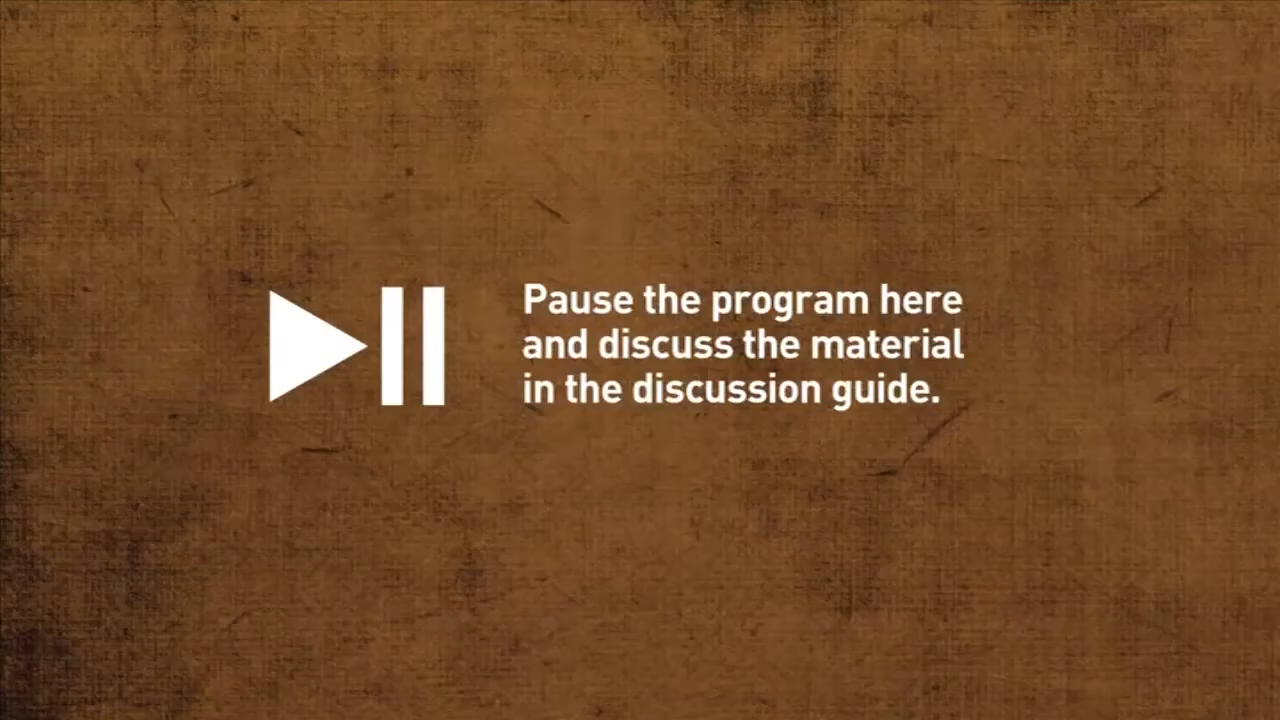 Pause the program here
and discuss the material
in the discussion guide.